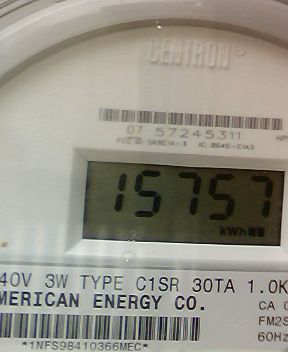 CENTRON®
07 57245311
15757
kWh
40V 3W TYPE C1SR 30TA 1.0K
MERICAN ENERGY CO.
CA
FM2S
60Hz
*1NFS98410366MEC*